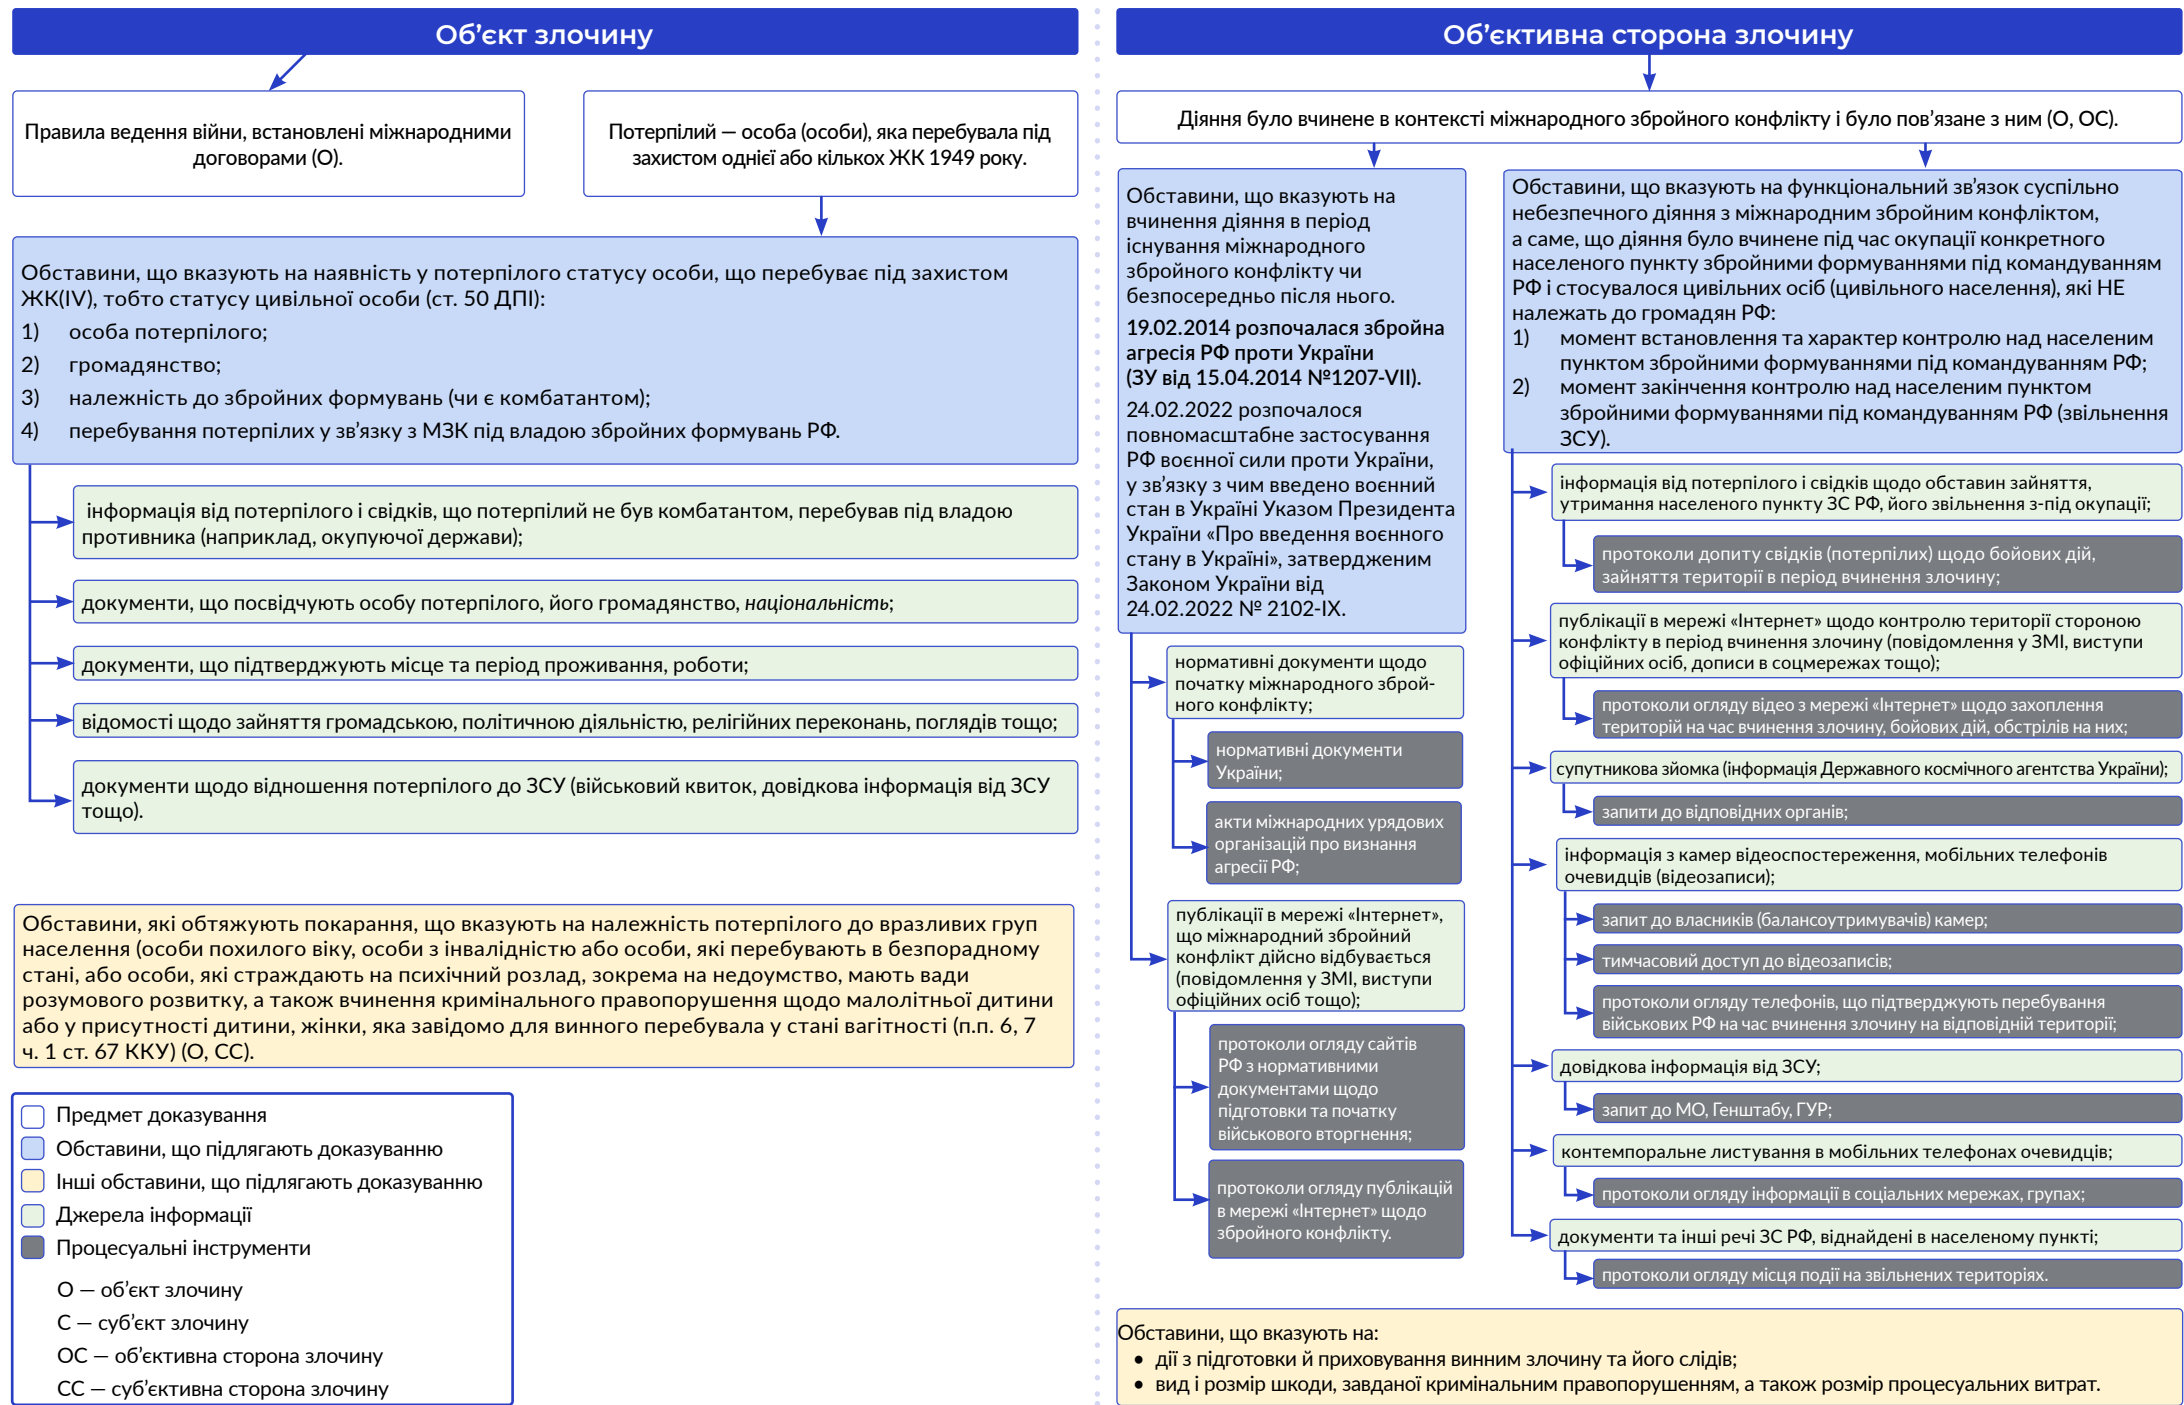 Об’єкт злочину
Правила ведення війни, встановлені міжнародними
договорами (О).
Потерпілий — особа (особи), яка перебувала під
захистом однієї або кількох ЖК 1949 року.
Обставини, що вказують на наявність у потерпілого статусу особи, що перебуває під захистом
ЖК(IV), тобто статусу цивільної особи (ст. 50 ДПІ):
1) особа потерпілого;
2) громадянство;
3) належність до збройних формувань (чи є комбатантом);
4) перебування потерпілих у зв’язку з МЗК під владою збройних формувань РФ.
інформація від потерпілого і свідків, що потерпілий не був комбатантом, перебував під владою
противника (наприклад, окупуючої держави);
документи, що посвідчують особу потерпілого, його громадянство, національність;
документи, що підтверджують місце та період проживання, роботи;
відомості щодо зайняття громадською, політичною діяльністю, релігійних переконань, поглядів тощо;
документи щодо відношення потерпілого до ЗСУ (військовий квиток, довідкова інформація від ЗСУ
тощо).
Обставини, які обтяжують покарання, що вказують на належність потерпілого до вразливих груп
населення (особи похилого віку, особи з інвалідністю або особи, які перебувають в безпорадному
стані, або особи, які страждають на психічний розлад, зокрема на недоумство, мають вади
розумового розвитку, а також вчинення кримінального правопорушення щодо малолітньої дитини
або у присутності дитини, жінки, яка завідомо для винного перебувала у стані вагітності (п.п. 6, 7
ч. 1 ст. 67 ККУ) (О, СС).
Предмет доказування
Обставини, що підлягають доказуванню
Інші обставини, що підлягають доказуванню
Джерела інформації
Процесуальні інструменти
О — об’єкт злочину
С — суб’єкт злочину
ОС — об’єктивна сторона злочину
СС — суб’єктивна сторона злочину
Об’єктивна сторона злочину
Діяння було вчинене в контексті міжнародного збройного конфлікту і було пов’язане з ним (О, ОС).
Обставини, що вказують на
вчинення діяння в період
існування міжнародного
збройного конфлікту чи
безпосередньо після нього.
19.02.2014 розпочалася збройна
агресія РФ проти України
(ЗУ від 15.04.2014 №1207-VII).
24.02.2022 розпочалося
повномасштабне застосування
РФ воєнної сили проти України,
у зв’язку з чим введено воєнний
стан в Україні Указом Президента
України «Про введення воєнного
стану в Україні», затвердженим
Законом України від
24.02.2022 № 2102-IX.
нормативні документи щодо
початку міжнародного зброй-
ного конфлікту;
нормативні документи
України;
акти міжнародних урядових
організацій про визнання
агресії РФ;
публікації в мережі «Інтернет»,
що міжнародний збройний
конфлікт дійсно відбувається
(повідомлення у ЗМІ, виступи
офіційних осіб тощо);
протоколи огляду сайтів
РФ з нормативними
документами щодо
підготовки та початку
військового вторгнення;
протоколи огляду публікацій
в мережі «Інтернет» щодо
збройного конфлікту.
Обставини, що вказують на функціональний зв’язок суспільно
небезпечного діяння з міжнародним збройним конфліктом,
а саме, що діяння було вчинене під час окупації конкретного
населеного пункту збройними формуваннями під командуванням
РФ і стосувалося цивільних осіб (цивільного населення), які НЕ
належать до громадян РФ:
1) момент встановлення та характер контролю над населеним
пунктом збройними формуваннями під командуванням РФ;
2) момент закінчення контролю над населеним пунктом
збройними формуваннями під командуванням РФ (звільнення
ЗСУ).
інформація від потерпілого і свідків щодо обставин зайняття,
утримання населеного пункту ЗС РФ, його звільнення з-під окупації;
протоколи допиту свідків (потерпілих) щодо бойових дій,
зайняття території в період вчинення злочину;
публікації в мережі «Інтернет» щодо контролю території стороною
конфлікту в період вчинення злочину (повідомлення у ЗМІ, виступи
офіційних осіб, дописи в соцмережах тощо);
протоколи огляду відео з мережі «Інтернет» щодо захоплення
територій на час вчинення злочину, бойових дій, обстрілів на них;
супутникова зйомка (інформація Державного космічного агентства України);
запити до відповідних органів;
інформація з камер відеоспостереження, мобільних телефонів
очевидців (відеозаписи);
запит до власників (балансоутримувачів) камер;
тимчасовий доступ до відеозаписів;
протоколи огляду телефонів, що підтверджують перебування
військових РФ на час вчинення злочину на відповідній території;
довідкова інформація від ЗСУ;
запит до МО, Генштабу, ГУР;
контемпоральне листування в мобільних телефонах очевидців;
протоколи огляду інформації в соціальних мережах, групах;
документи та інші речі ЗС РФ, віднайдені в населеному пункті;
протоколи огляду місця події на звільнених територіях.
Обставини, що вказують на:
• дії з підготовки й приховування винним злочину та його слідів;
• вид і розмір шкоди, завданої кримінальним правопорушенням, а також розмір процесуальних витрат.